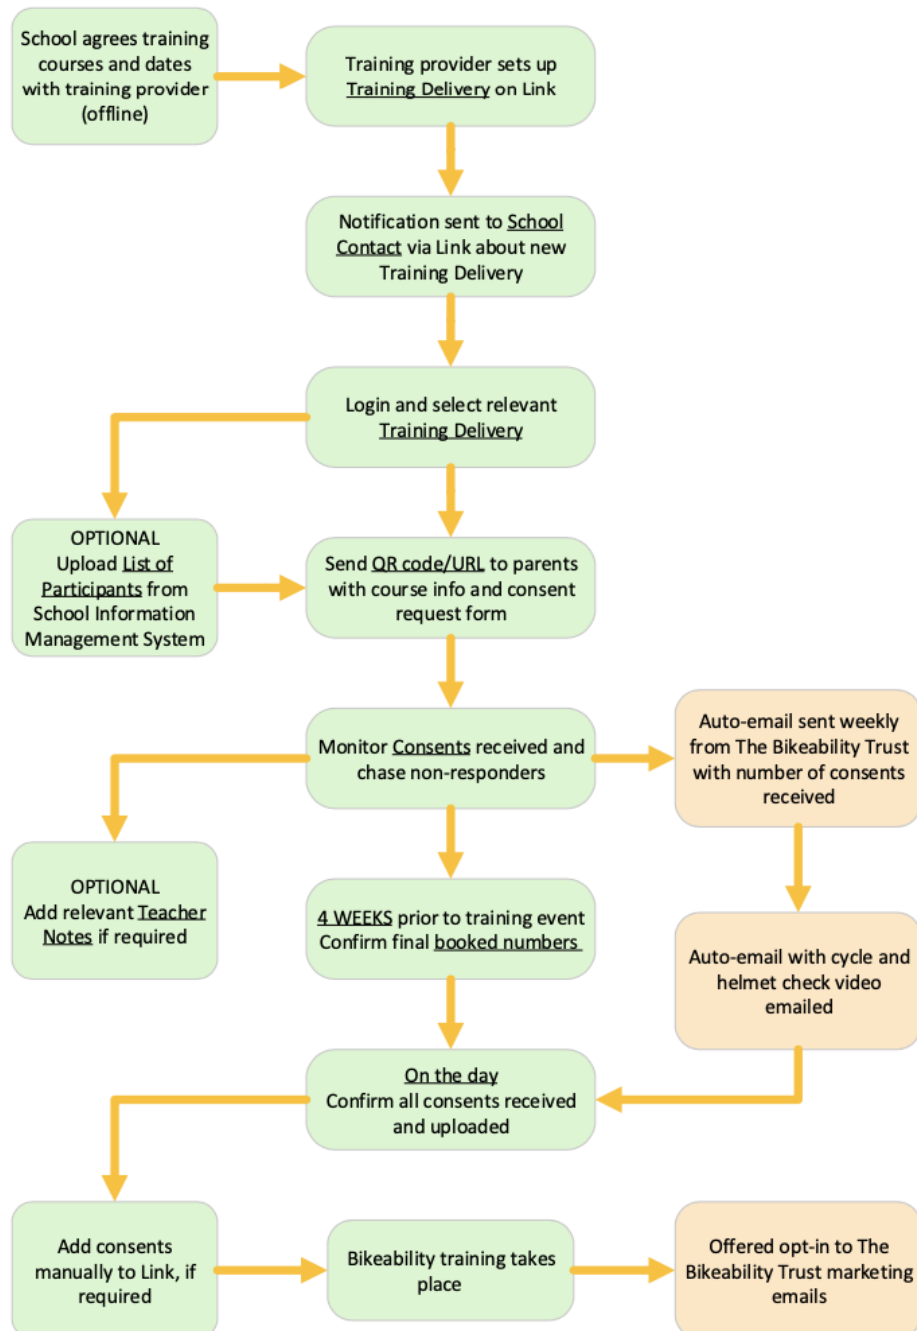 School agrees training
courses and dates
with training provider
(offline)
Training provider sets up
Training Delivery on Link
Notification sent to School
Contact via Link about new
Training Delivery
Login and select relevant
Training Delivery
OPTIONAL
Upload List of
Participants from
School Information
Management System
Send QR code/URL to parents
with course info and consent
request form
Monitor Consents received and
chase non-responders
Auto-email sent weekly
from The Bikeability Trust
with number of consents
received
OPTIONAL
Add relevant Teacher
Notes if required
4 WEEKS prior to training event
Confirm final booked numbers
Auto-email with cycle and
helmet check video
emailed
On the day
Confirm all consents received
and uploaded
Add consents
manually to Link, if
required
Bikeability training takes
place
Offered opt-in to The
Bikeability Trust marketing
emails